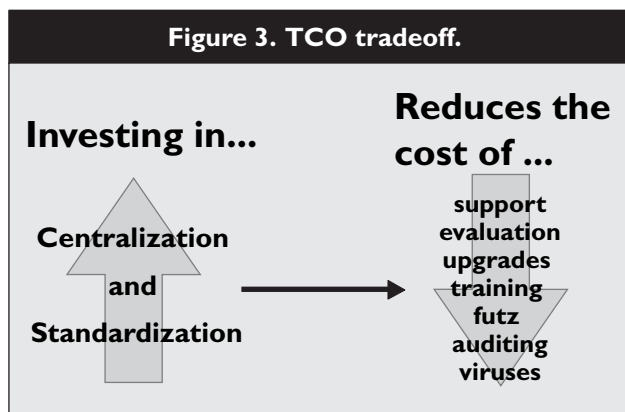 Figure 3. TCO tradeoff.
Investing in...
Centralization
and
Standardization
Reduces the
cost of ...
support
evaluation
upgrades
training
futz
auditing
viruses